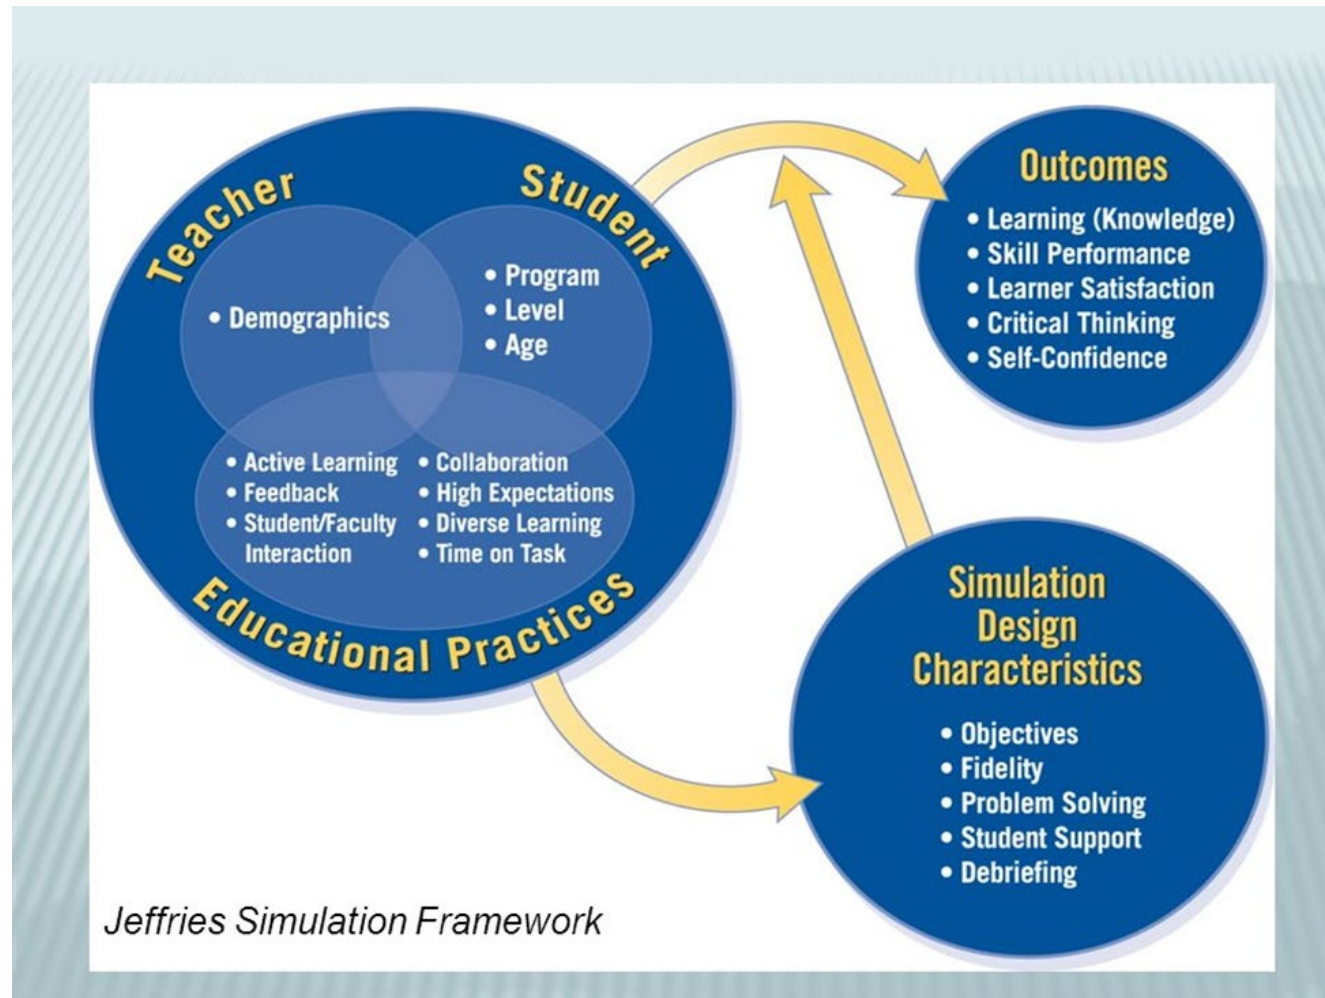 Teacher
Student
• Demographics
• Program
• Level
• Age
• Active Learning
• Feedback
• Student/Faculty
Interaction
• Collaboration
• High Expectations
• Diverse Learning
• Time on Task
Educational Practices
Outcomes
• Learning (Knowledge)
• Skill Performance
• Learner Satisfaction
• Critical Thinking
• Self-Confidence
Simulation
Design
Characteristics
• Objectives
• Fidelity
• Problem Solving
• Student Support
• Debriefing
Jeffries Simulation Framework